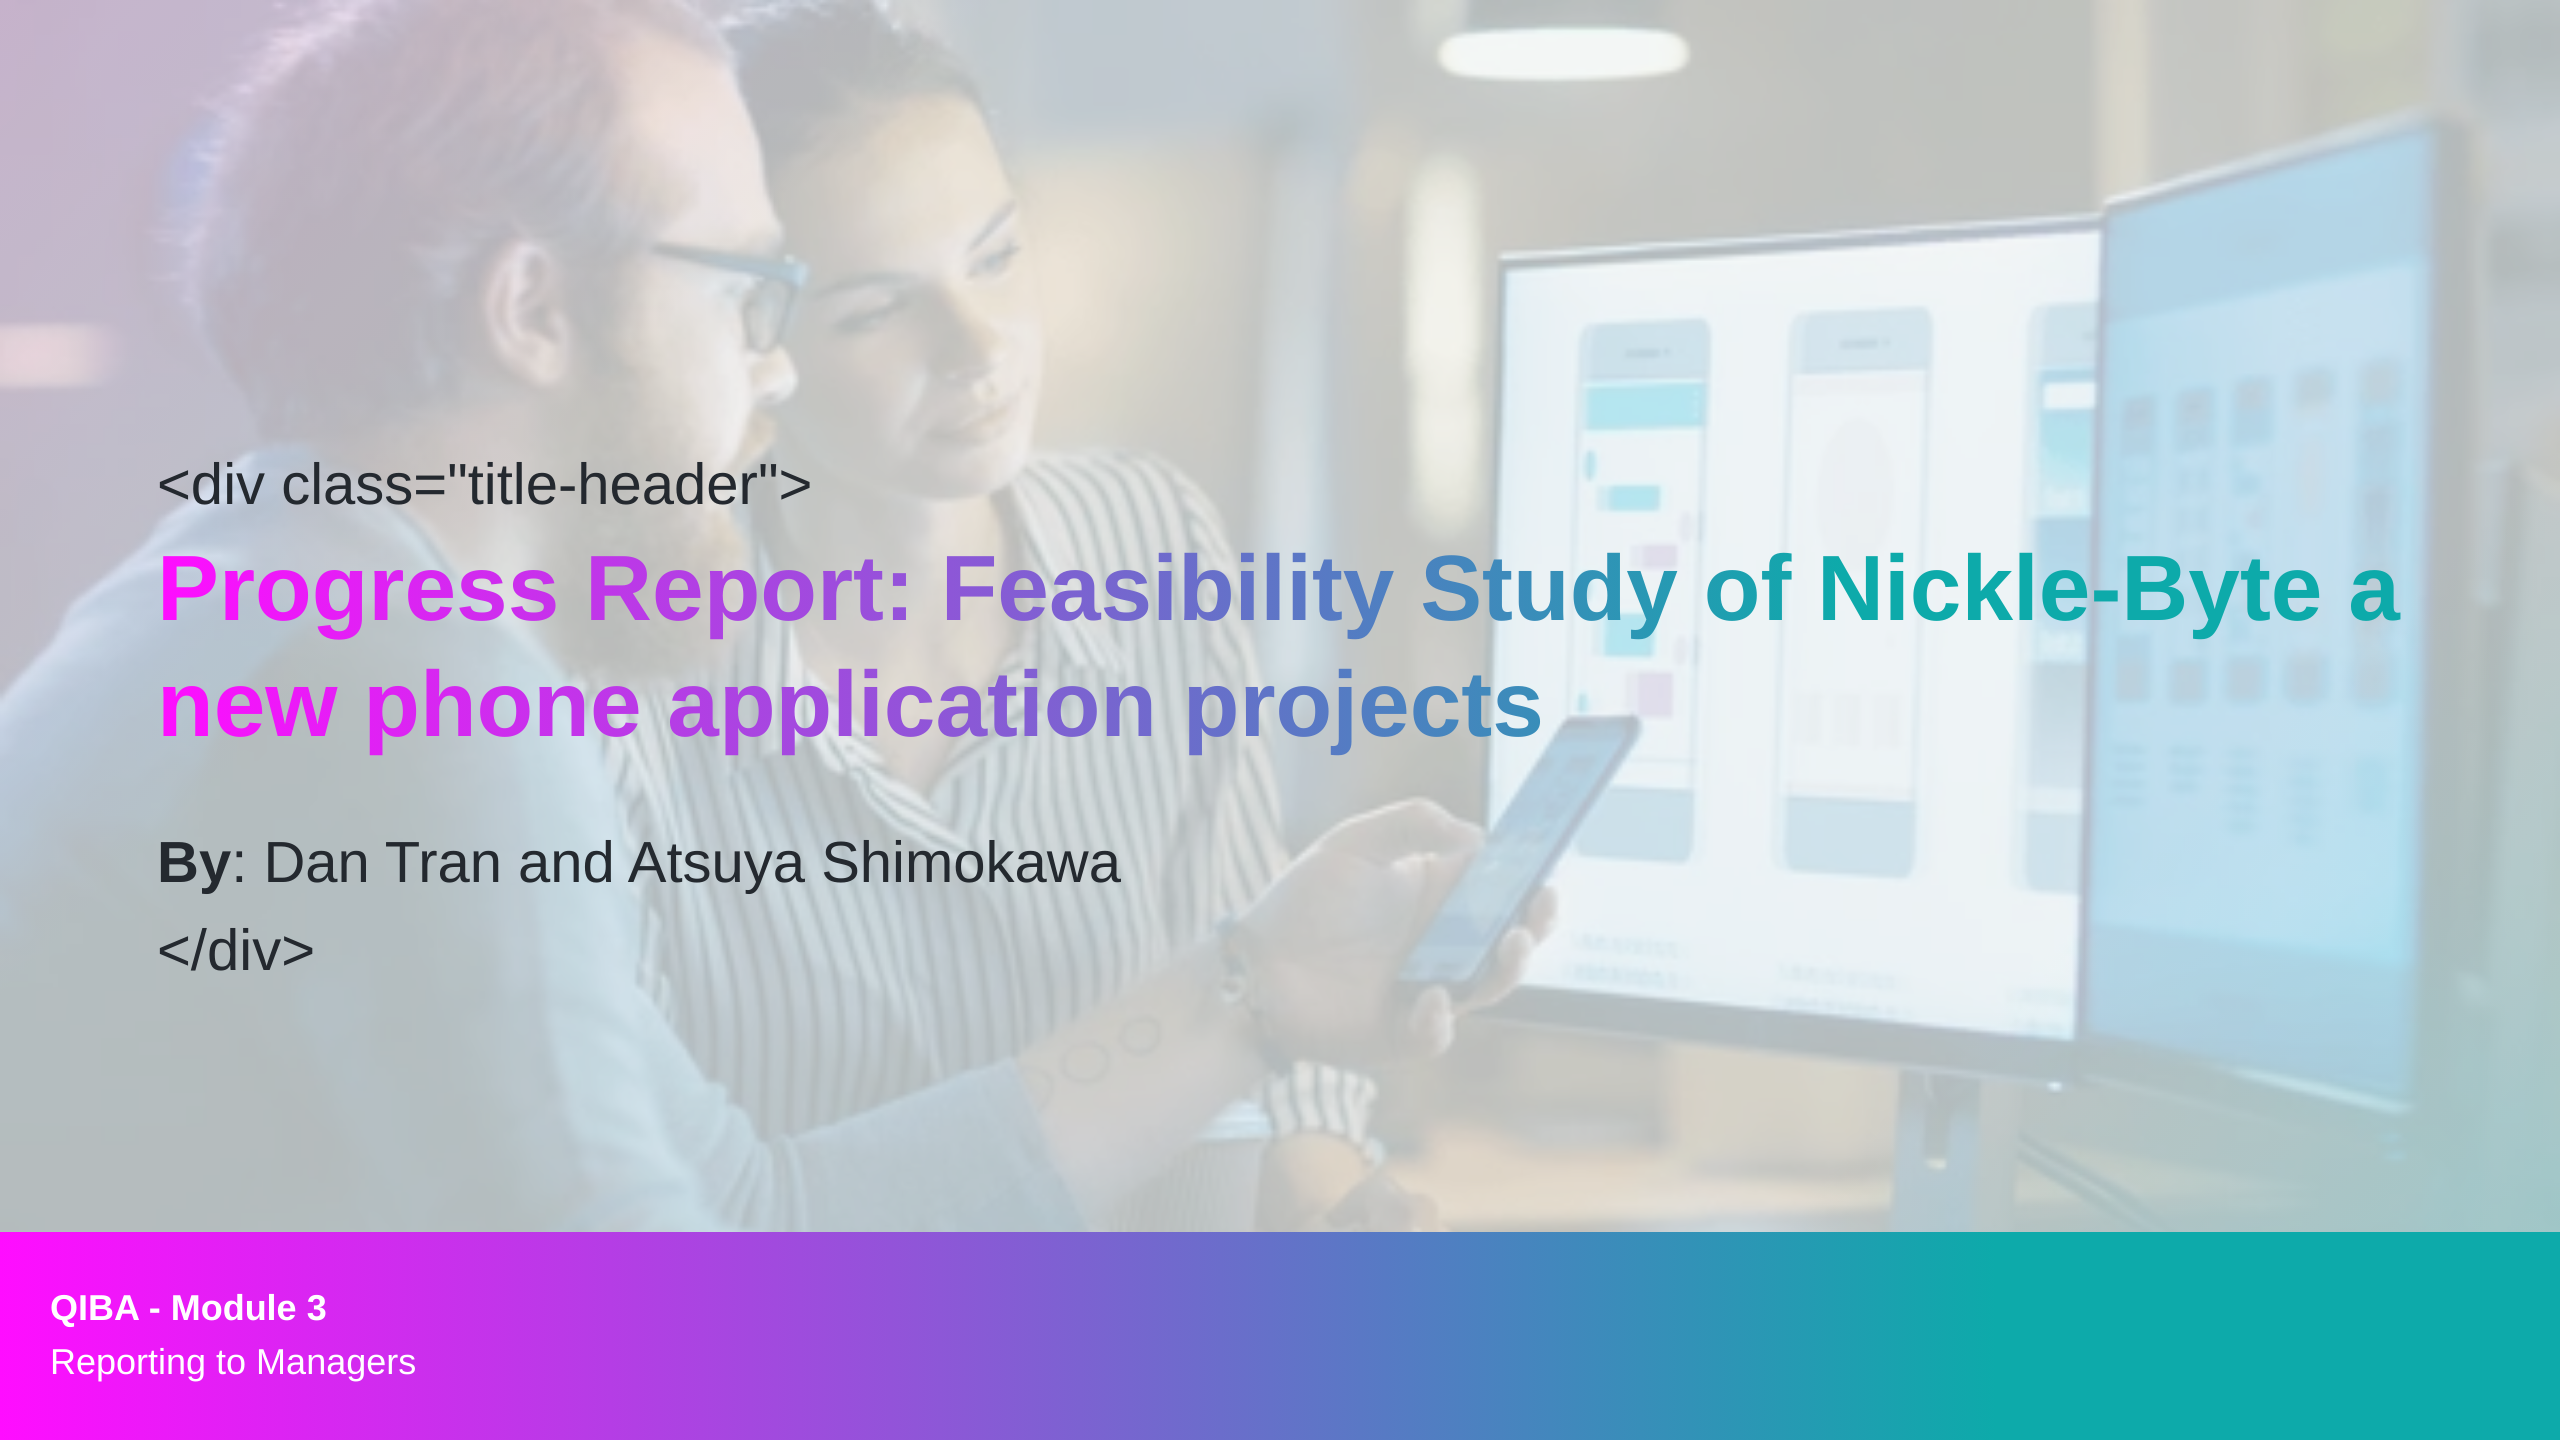 <div class="title-header">
Progress Report: Feasibility Study of Nickle-Byte a
new phone application projects
By: Dan Tran and Atsuya Shimokawa
</div>
QIBA - Module 3
Reporting to Managers